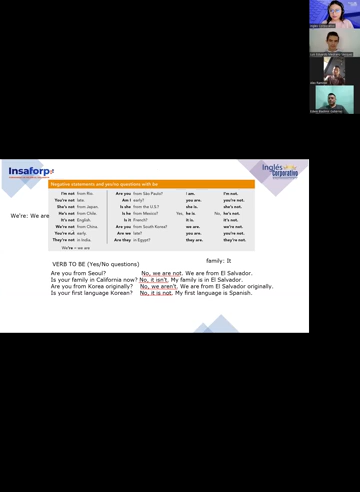 Insaforp
inglés
Corporativo
Negative statements and yes/no questions with be
I'm not from Rio. Are you from São Paulo? I am. I'm not.
You're not late. Am I early? you are. you're not.
She's not from Japan. Is she from the U.S.? she is. she's not.
He's not from Chile. Is he from Mexico? Yes, he is. No, he's not.
It's not English. Is it French? it is. it's not.
We're not from China. Are you from South Korea? we are. we're not.
You're not early. Are we late? you are. you're not.
They're not in India. Are they in Egypt? they are. they're not.
We're = we are
We're: We are
family: It
VERB TO BE (Yes/No questions)
Are you from Seoul? No, we are not. We are from El Salvador.
Is your family in California now? No, it isn't. My family is in El Salvador.
Are you from Korea originally? No, we aren't. We are from El Salvador originally.
Is your first language Korean? No, it is not. My first language is Spanish.